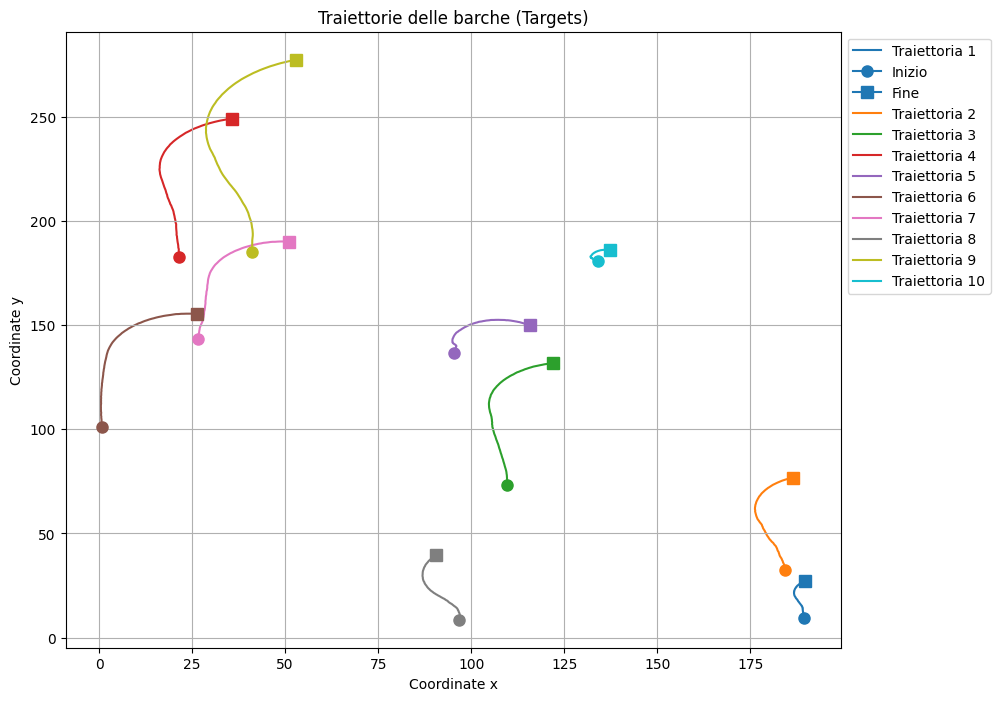 Traiettorie delle barche (Targets)
Coordinate y
250
200
150
100
50
0
0 25 50 75 100 125 150 175
Coordinate x
Traiettoria 1
Inizio
Fine
Traiettoria 2
Traiettoria 3
Traiettoria 4
Traiettoria 5
Traiettoria 6
Traiettoria 7
Traiettoria 8
Traiettoria 9
Traiettoria 10